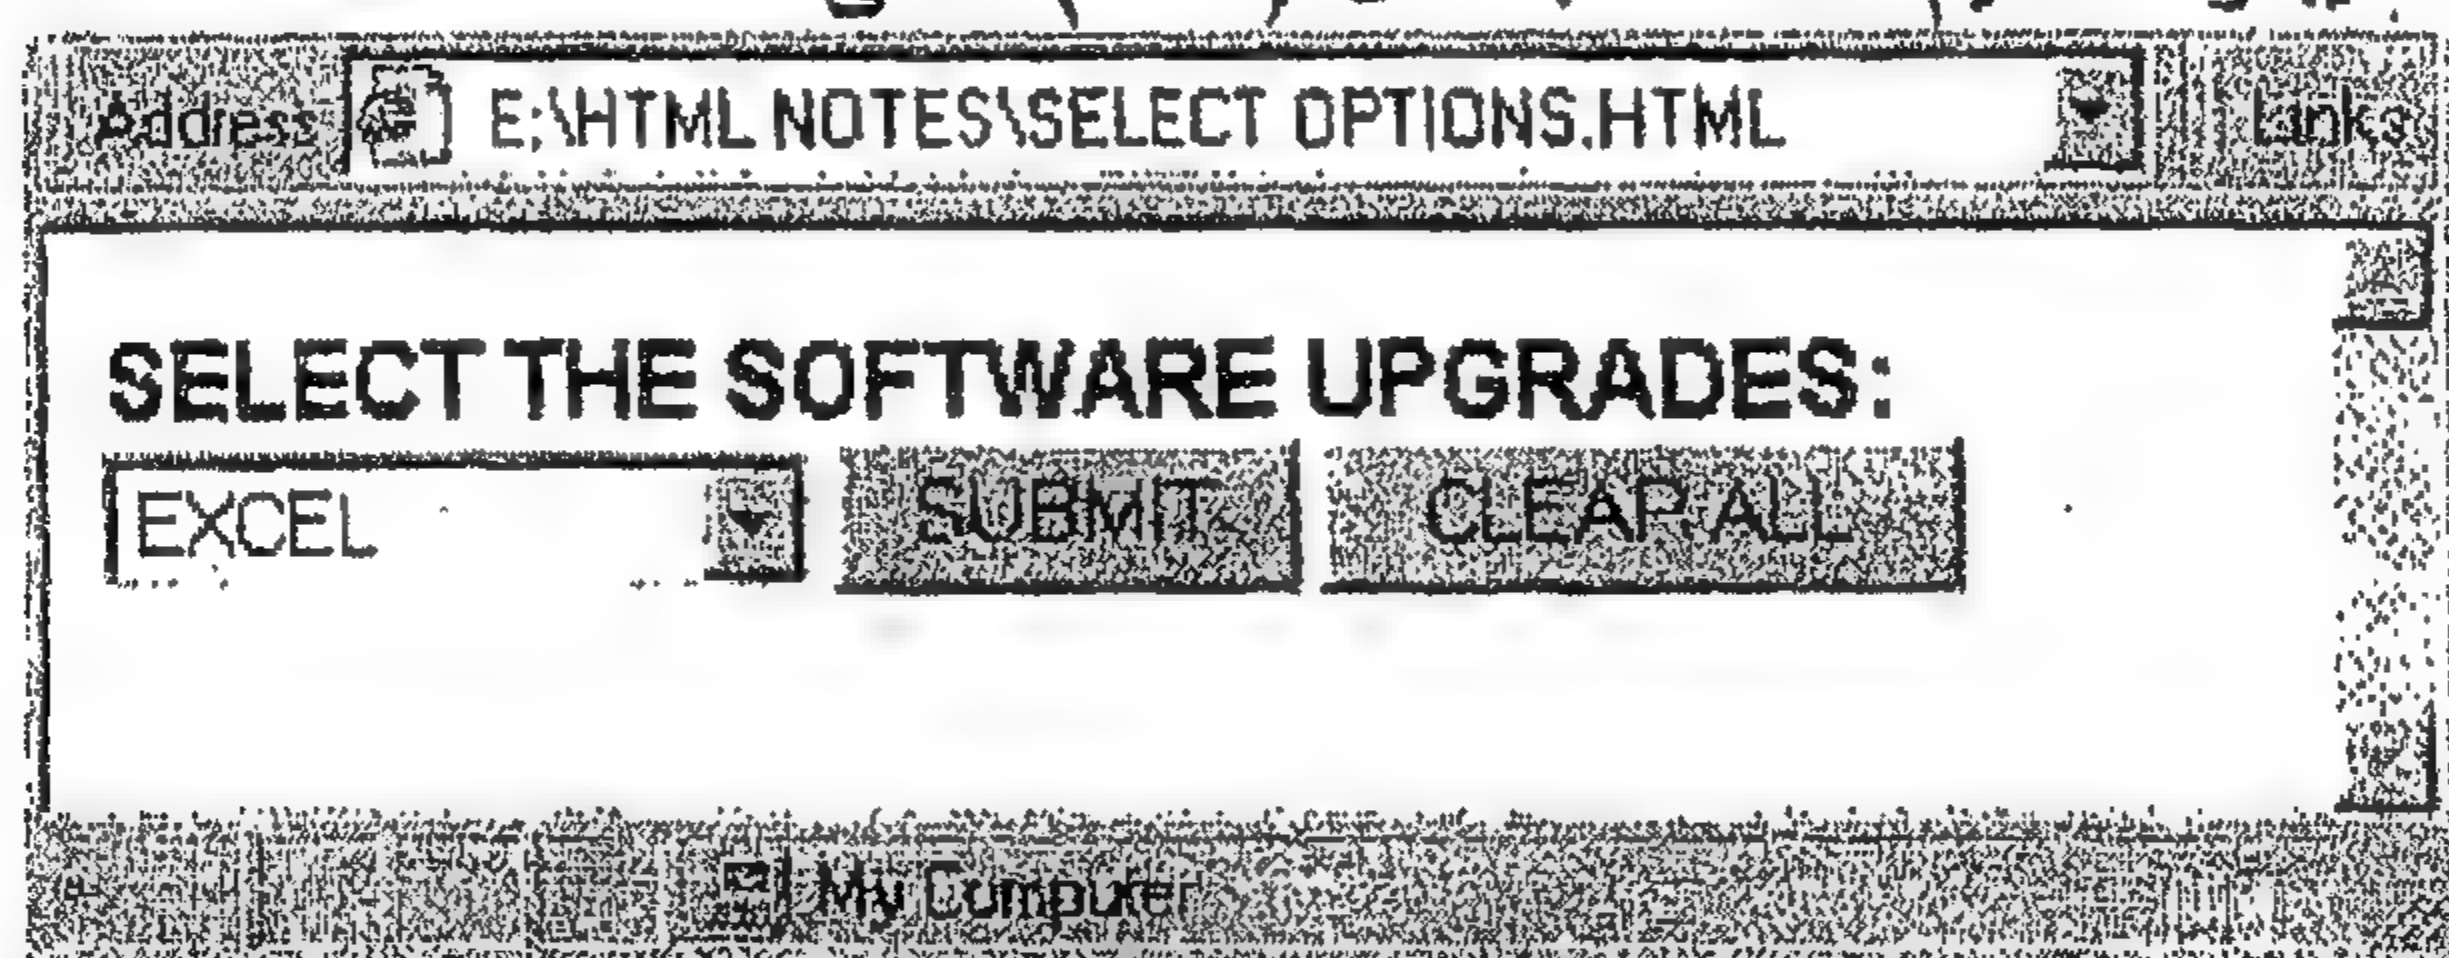 Address E:\HTML NOTES\SELECT OPTIONS.HTML Links
SELECT THE SOFTWARE UPGRADES:
EXCEL SUBMIT CLEAR ALL
My Computer